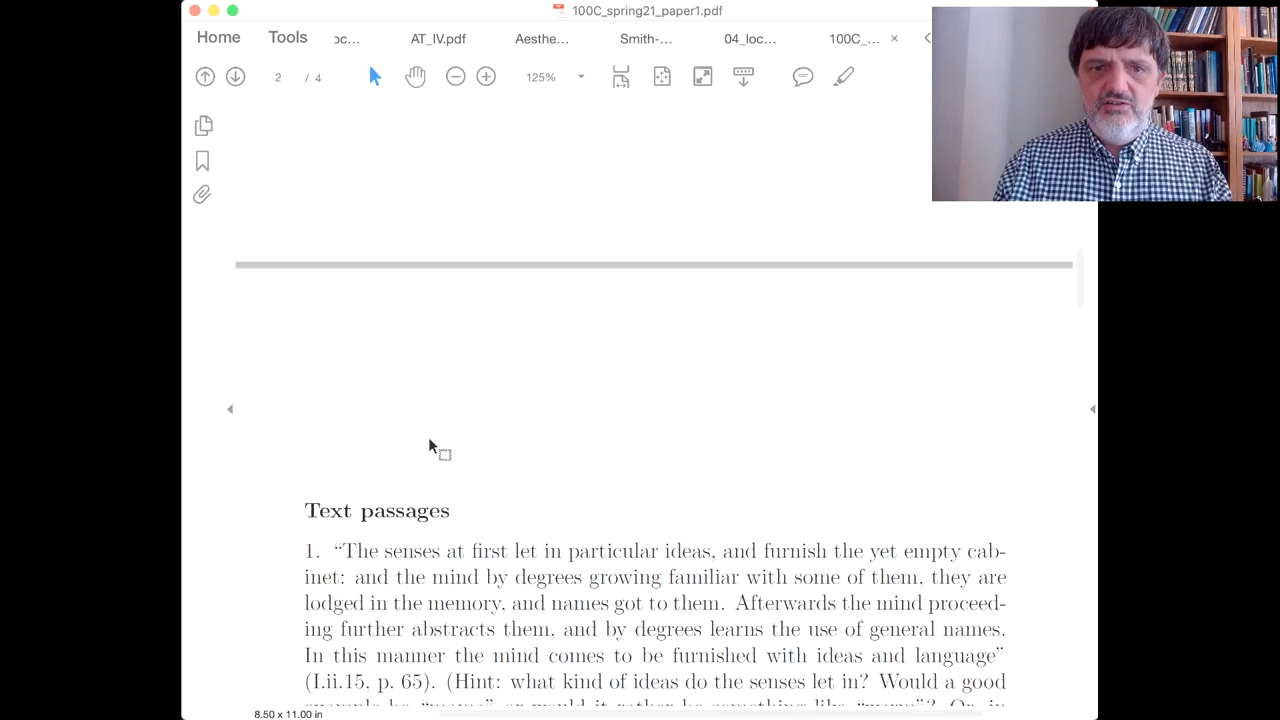 100C_spring21_paper1.pdf
Home
Tools
oc...
AT_IV.pdf
Aesthe...
Smith-...
04_loc...
100C_...
2 / 4
125%
Text passages
1. “The senses at first let in particular ideas, and furnish the yet empty cab-
inet: and the mind by degrees growing familiar with some of them, they are
lodged in the memory, and names got to them. Afterwards the mind proceed-
ing further abstracts them, and by degrees learns the use of general names.
In this manner the mind comes to be furnished with ideas and language”
(I.ii.15, p. 65). (Hint: what kind of ideas do the senses let in? Would a good
8.50 x 11.00 in